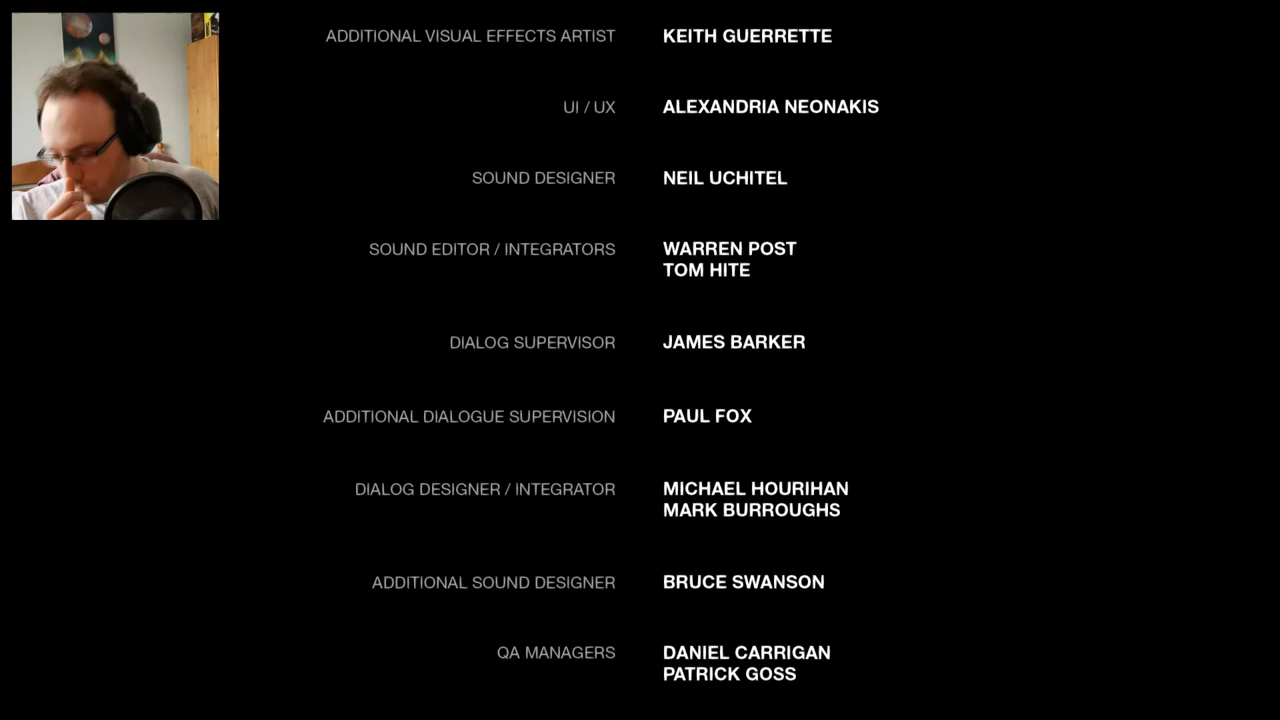 ADDITIONAL VISUAL EFFECTS ARTIST KEITH GUERRETTE
UI / UX ALEXANDRIA NEONAKIS
SOUND DESIGNER NEIL UCHITEL
SOUND EDITOR / INTEGRATORS WARREN POST
TOM HITE
DIALOG SUPERVISOR JAMES BARKER
ADDITIONAL DIALOGUE SUPERVISION PAUL FOX
DIALOG DESIGNER / INTEGRATOR MICHAEL HOURIHAN
MARK BURROUGHS
ADDITIONAL SOUND DESIGNER BRUCE SWANSON
QA MANAGERS DANIEL CARRIGAN
PATRICK GOSS